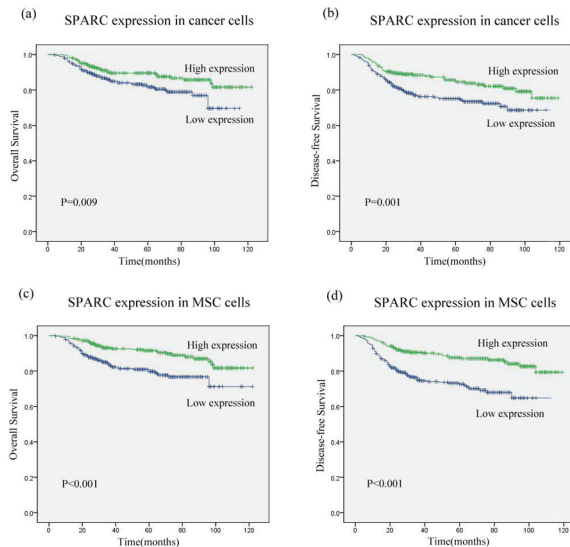 (a)
SPARC expression in cancer cells
1.0
0.8
0.6
0.4
0.2
0.0
Overall Survival
High expression
Low expression
P=0.009
0 20 40 60 80 100 120
Time(months)
(b)
SPARC expression in cancer cells
1.0
0.8
0.6
0.4
0.2
0.0
Disease-free Survival
High expression
Low expression
P=0.001
0 20 40 60 80 100 120
Time(months)
(c)
SPARC expression in MSC cells
1.0
0.8
0.6
0.4
0.2
0.0
Overall Survival
High expression
Low expression
P<0.001
0 20 40 60 80 100 120
Time(months)
(d)
SPARC expression in MSC cells
1.0
0.8
0.6
0.4
0.2
0.0
Disease-free Survival
High expression
Low expression
P<0.001
0 20 40 60 80 100 120
Time(months)